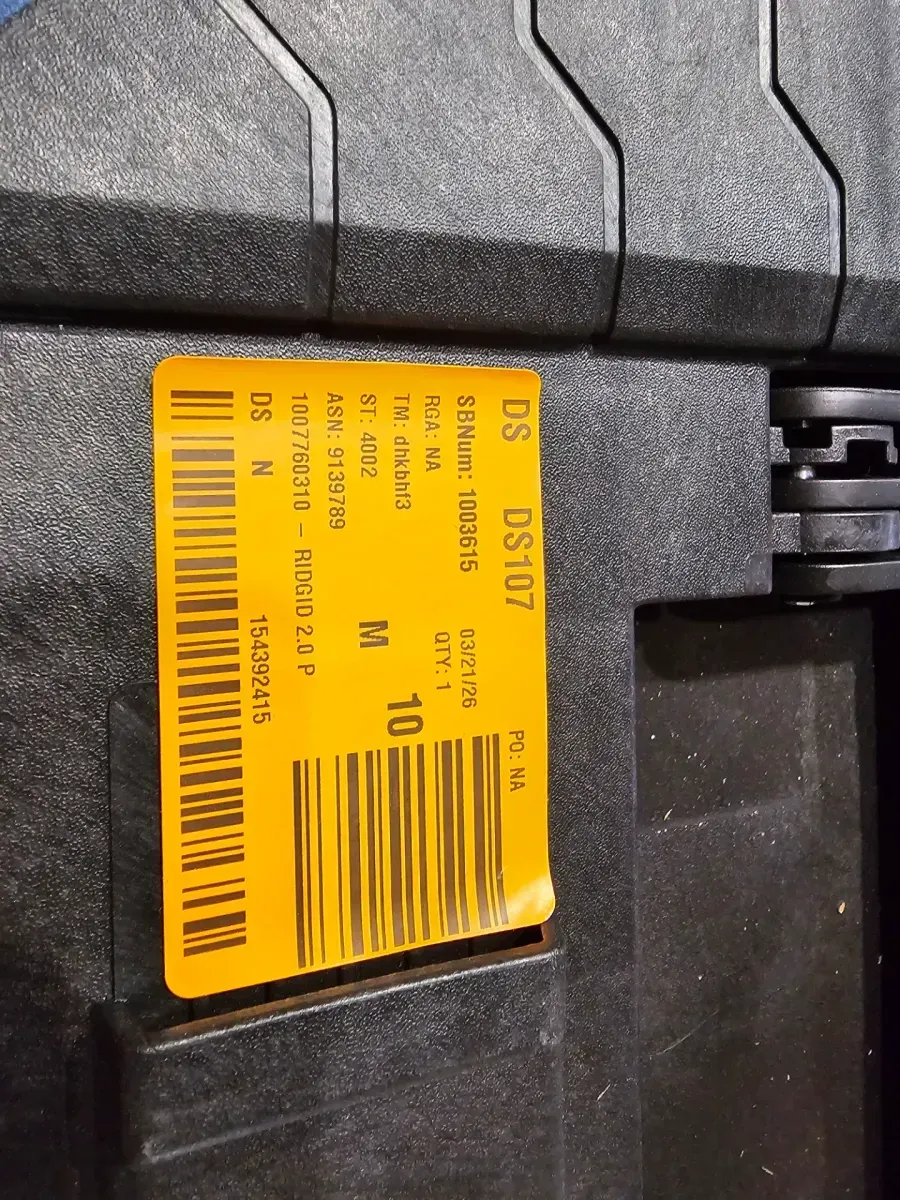 DS DS107 PO: NA
SBNum: 1003615 03/21/26
RGA: NA QTY: 1
TM: dhkbhf3 10
ST: 4002 M
ASN: 9139789
1007760310 – RIDGID 2.0 P
DS N 154392415